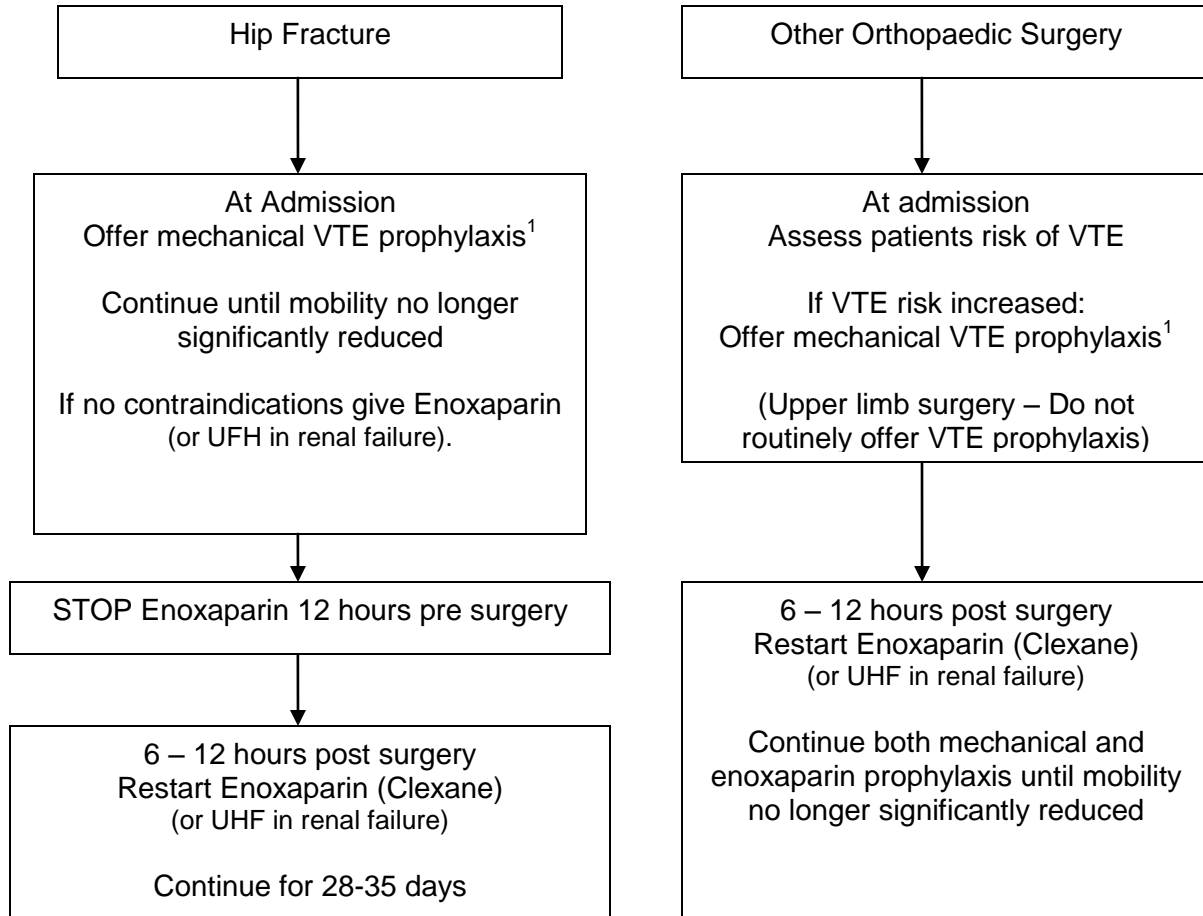 Hip Fracture
At Admission
Offer mechanical VTE prophylaxis1
Continue until mobility no longer
significantly reduced
If no contraindications give Enoxaparin
(or UFH in renal failure).
STOP Enoxaparin 12 hours pre surgery
6 – 12 hours post surgery
Restart Enoxaparin (Clexane)
(or UHF in renal failure)
Continue for 28-35 days
Other Orthopaedic Surgery
At admission
Assess patients risk of VTE
If VTE risk increased:
Offer mechanical VTE prophylaxis1
(Upper limb surgery – Do not
routinely offer VTE prophylaxis)
6 – 12 hours post surgery
Restart Enoxaparin (Clexane)
(or UHF in renal failure)
Continue both mechanical and
enoxaparin prophylaxis until mobility
no longer significantly reduced